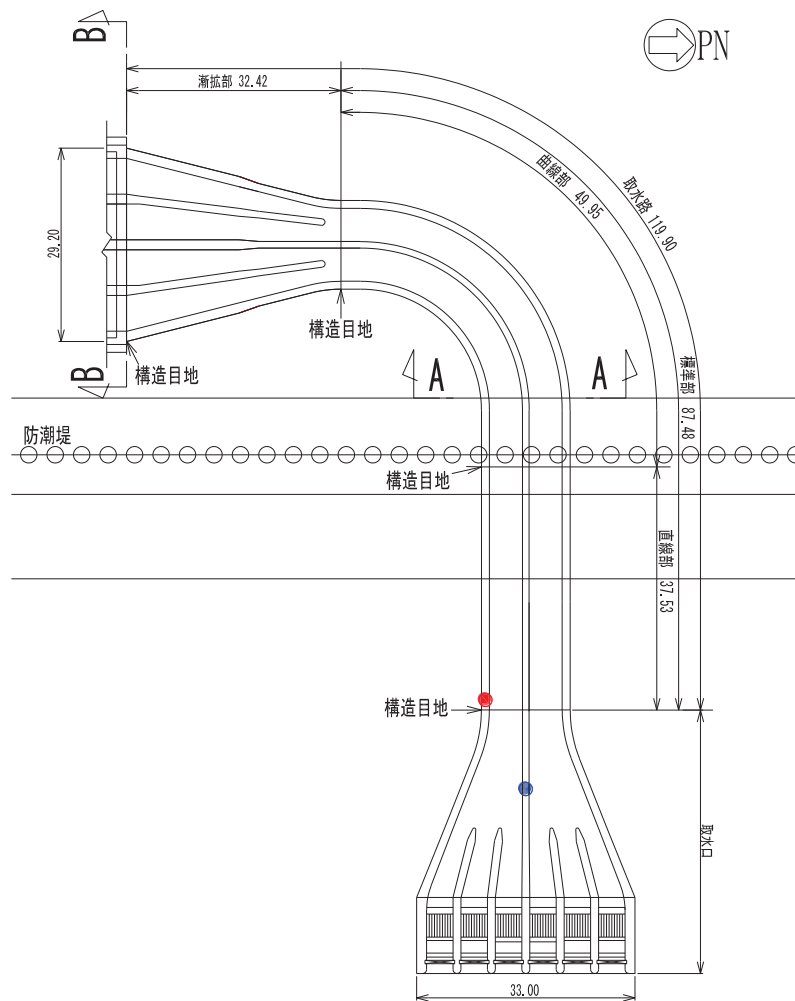 B
PN
漸拡部 32.42
取水路 119.90
曲線部 49.95
29.20
構造目地
構造目地
B
A
A
標準部 87.48
防潮堤
構造目地
直線部 37.53
構造目地
取水口
33.00